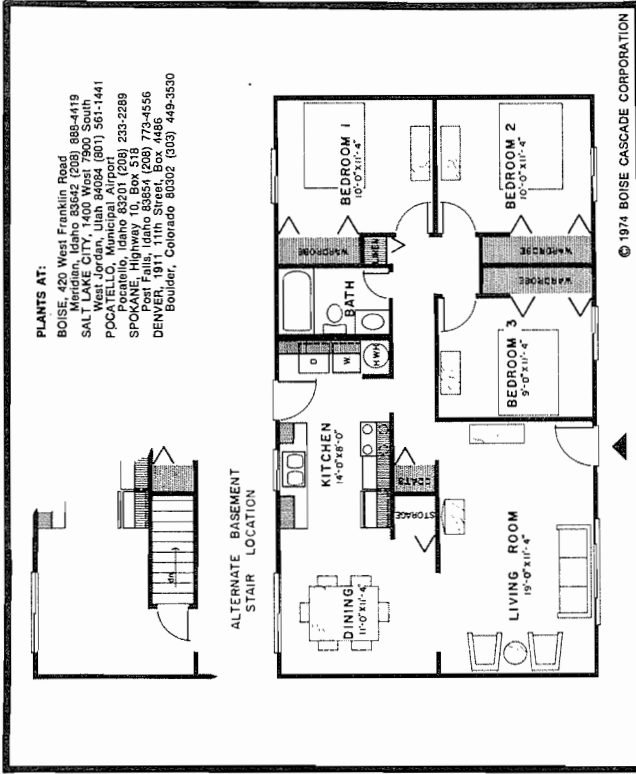 PLANTS AT:
BOISE, 420 West Franklin Road
Meridian, Idaho 83642 (208) 888-4419
SALT LAKE CITY, 1400 West 7900 South
West Jordan, Utah 84084 (801) 561-1441
POCATELLO, Municipal Airport
Pocatello, Idaho 83201 (208) 233-2289
SPOKANE, Highway 10, Box 518
Post Falls, Idaho 83854 (208) 773-4556
DENVER, 1911 11th Street, Box 4486
Boulder, Colorado 80302 (303) 449-3530
UP
ALTERNATE BASEMENT
STAIR LOCATION
DINING
11'-0"X11'-4"
KITCHEN
14'-0"X8'-0"
D
W
HWH
BATH
LINEN
WARDROBE
BEDROOM 1
10'-0"X11'-4"
STORAGE
COATS
LIVING ROOM
19'-0"X11'-4"
BEDROOM 3
9'-0"X11'-4"
WARDROBE
WARDROBE
BEDROOM 2
10'-0"X11'-4"
© 1974 BOISE CASCADE CORPORATION